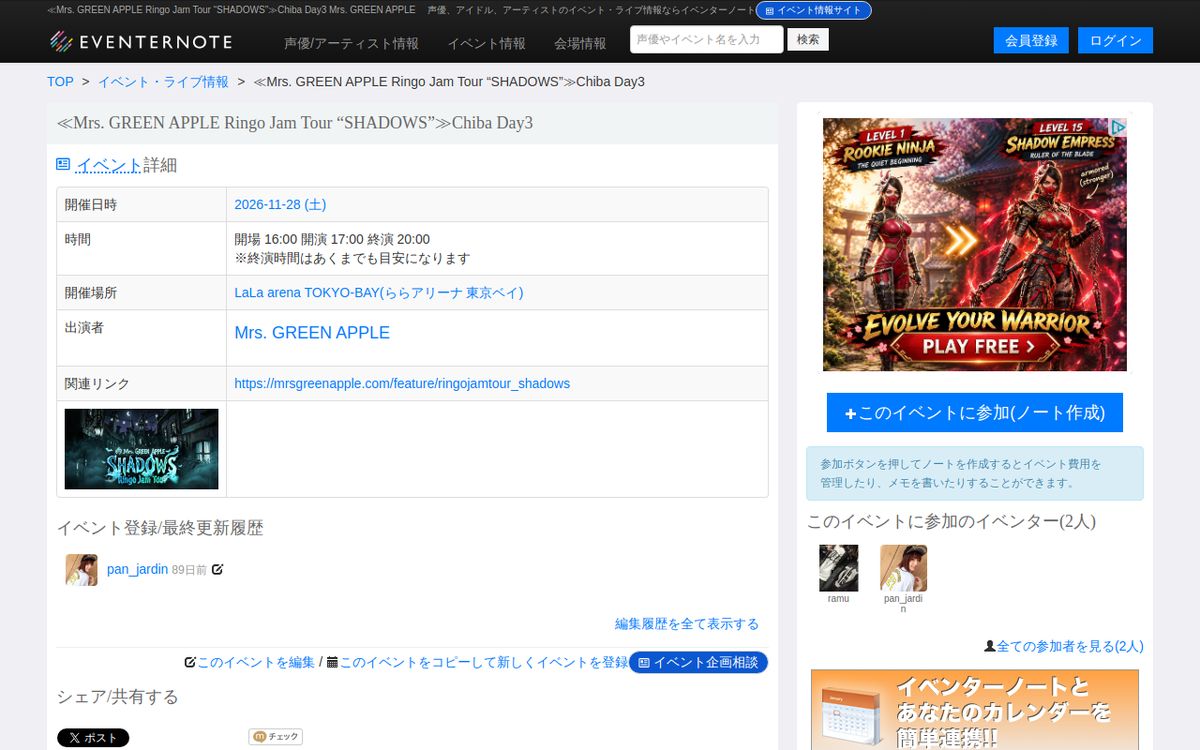 ≪Mrs. GREEN APPLE Ringo Jam Tour “SHADOWS”≫Chiba Day3 Mrs. GREEN APPLE 声優、アイドル、アーティストのイベント・ライブ情報ならイベンターノート イベント情報サイト
EVENTERNOTE 声優/アーティスト情報 イベント情報 会場情報 声優やイベント名を入力 検索 会員登録 ログイン
TOP > イベント・ライブ情報 > ≪Mrs. GREEN APPLE Ringo Jam Tour “SHADOWS”≫Chiba Day3
≪Mrs. GREEN APPLE Ringo Jam Tour “SHADOWS”≫Chiba Day3
イベント詳細
開催日時 2026-11-28 (土)
時間 開場 16:00 開演 17:00 終演 20:00
※終演時間はあくまでも目安になります
開催場所 LaLa arena TOKYO-BAY(ららアリーナ 東京ベイ)
出演者 Mrs. GREEN APPLE
関連リンク https://mrsgreenapple.com/feature/ringojamtour_shadows
Mrs. GREEN APPLE
SHADOWS
Ringo Jam Tour
イベント登録/最終更新履歴
pan_jardin 89日前
編集履歴を全て表示する
このイベントを編集 / このイベントをコピーして新しくイベントを登録 イベント企画相談
シェア/共有する
ポスト チェック
LEVEL 1
ROOKIE NINJA
THE QUIET BEGINNING
LEVEL 15
SHADOW EMPRESS
RULER OF THE BLADE
armored
(stronger)
EVOLVE YOUR WARRIOR
PLAY FREE >
このイベントに参加(ノート作成)
参加ボタンを押してノートを作成するとイベント費用を
管理したり、メモを書いたりすることができます。
このイベントに参加のイベンター(2人)
ramu pan_jardi
n
全ての参加者を見る(2人)
イベンターノートと
あなたのカレンダーを
簡単連携!!